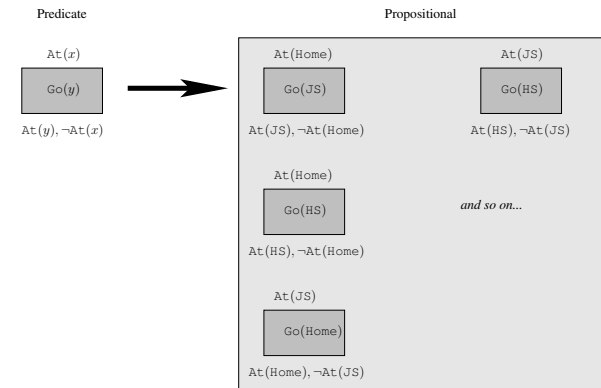 Predicate
Propositional
At(x)
Go(y)
At(y), ¬At(x)
At(Home)
Go(JS)
At(JS), ¬At(Home)
At(JS)
Go(HS)
At(HS), ¬At(JS)
At(Home)
Go(HS)
At(HS), ¬At(Home)
and so on...
At(JS)
Go(Home)
At(Home), ¬At(JS)